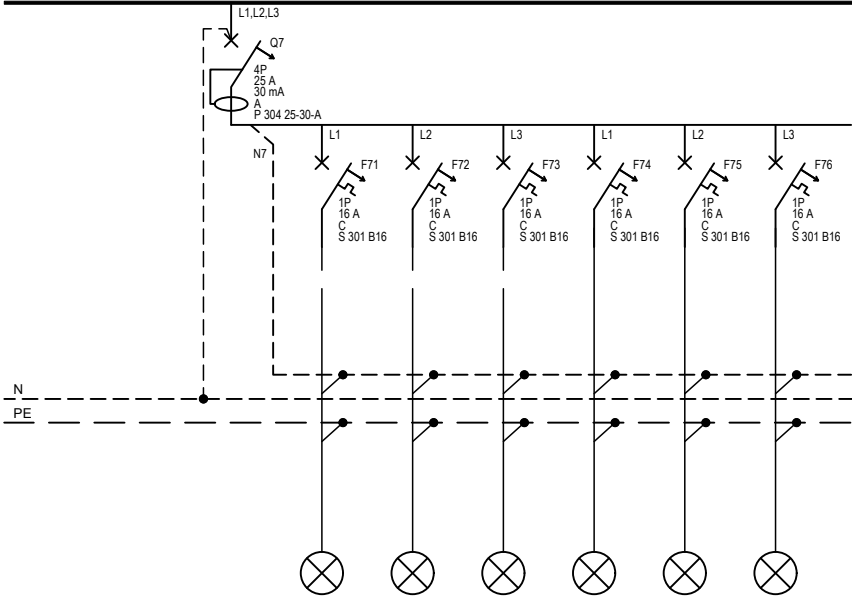 L1,L2,L3
Q7
4P
25 A
30 mA
A
P 304 25-30-A
N7
L1
L2
L3
L1
L2
L3
F71
1P
16 A
C
S 301 B16
F72
1P
16 A
C
S 301 B16
F73
1P
16 A
C
S 301 B16
F74
1P
16 A
C
S 301 B16
F75
1P
16 A
C
S 301 B16
F76
1P
16 A
C
S 301 B16
N
PE